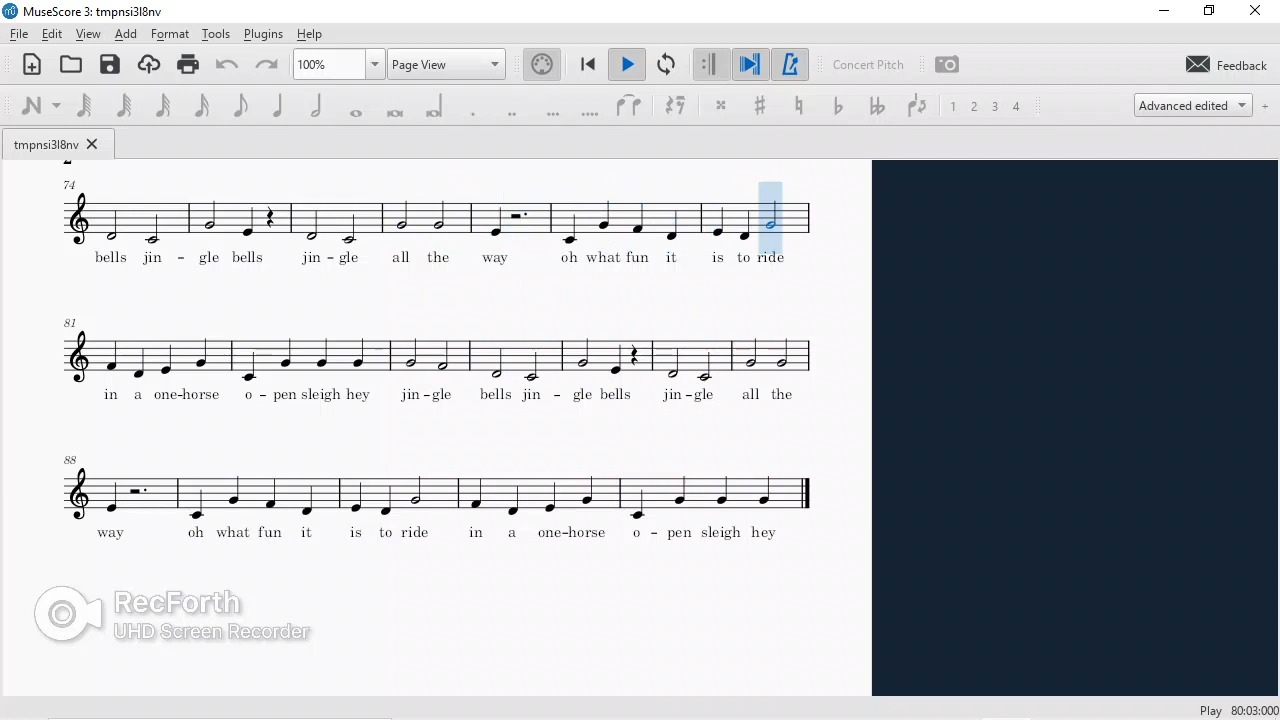 MuseScore 3: tmpnsi3l8nv
File Edit View Add Format Tools Plugins Help
100% Page View Concert Pitch Feedback
1 2 3 4 Advanced edited +
tmpnsi3l8nv
74
bells jin - gle bells jin - gle all the way oh what fun it is to ride
81
in a one-horse o - pen sleigh hey jin - gle bells jin - gle bells jin - gle all the
88
way oh what fun it is to ride in a one-horse o - pen sleigh hey
RecForth
UHD Screen Recorder
Play 80:03:000